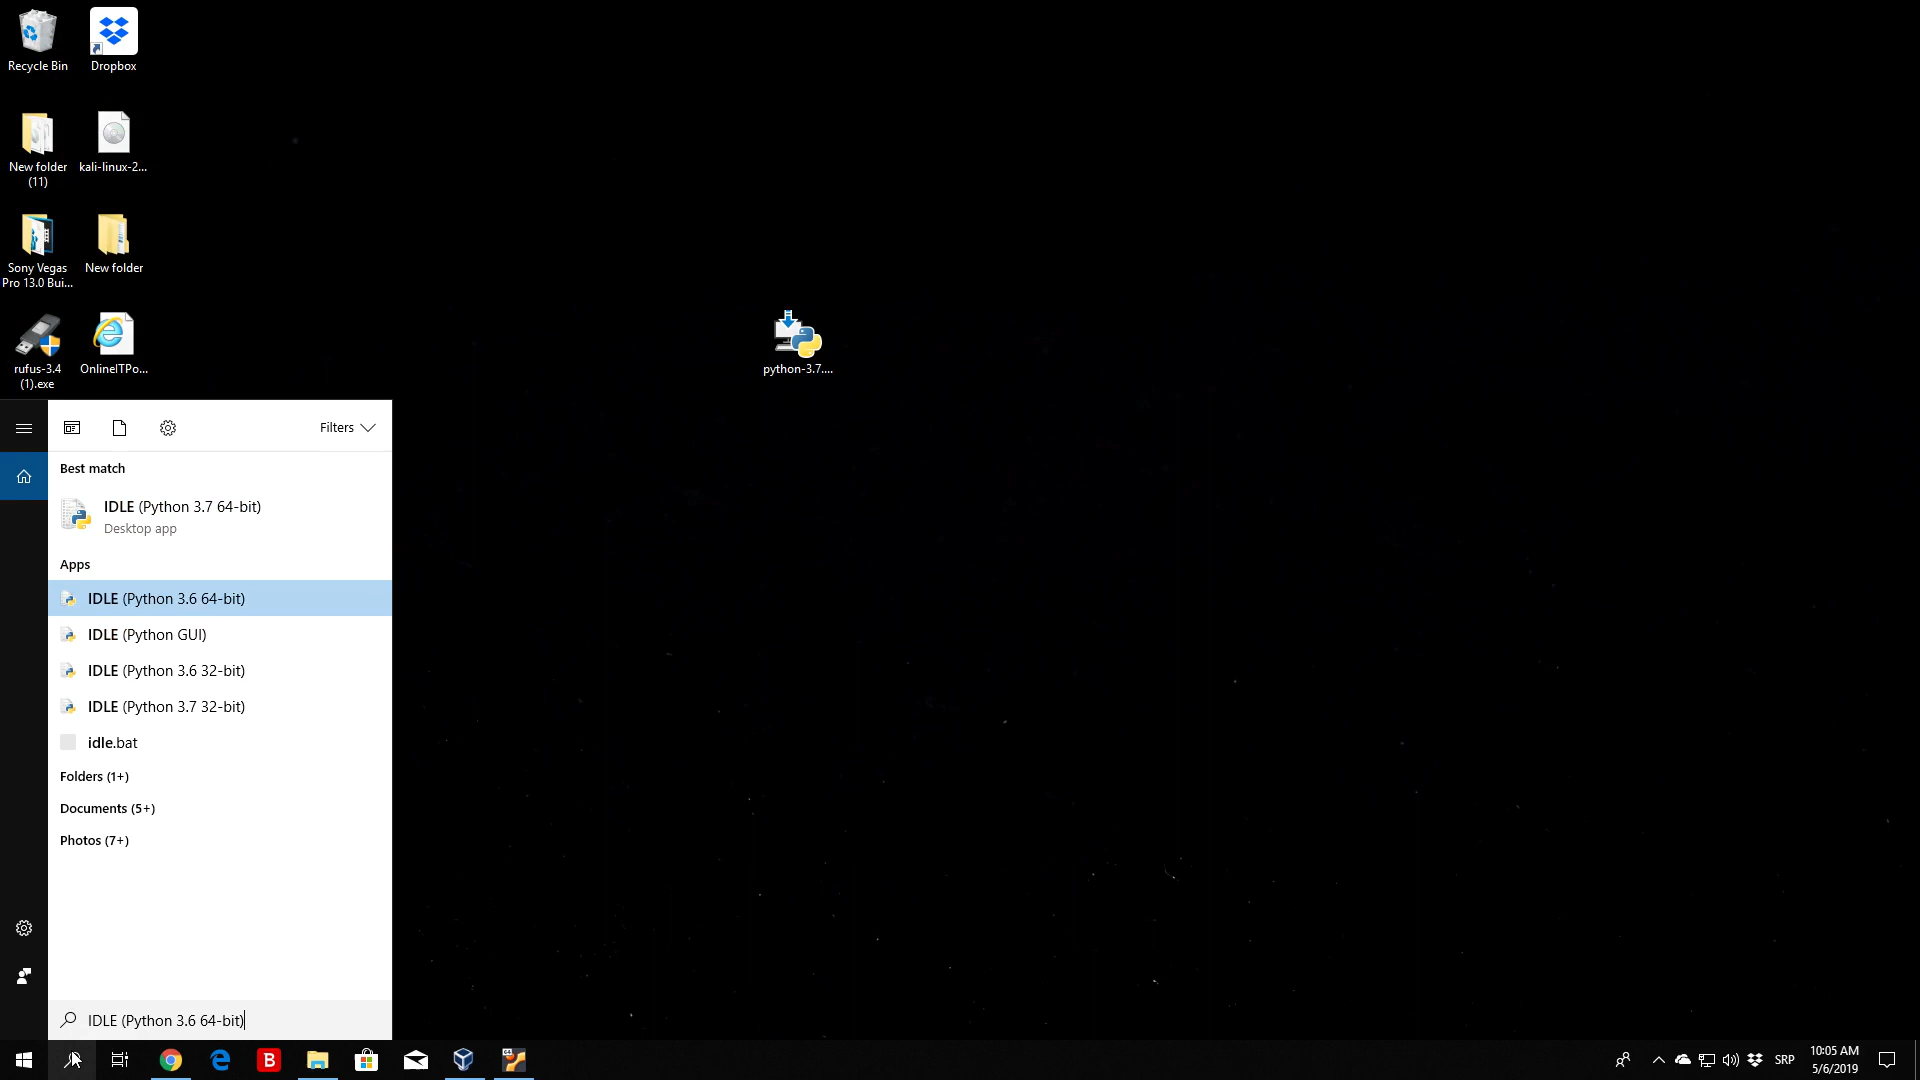 Recycle Bin
Dropbox
New folder
(11)
kali-linux-2...
Sony Vegas
Pro 13.0 Bui...
New folder
rufus-3.4
(1).exe
OnlineITPo...
python-3.7....
Filters
Best match
IDLE (Python 3.7 64-bit)
Desktop app
Apps
IDLE (Python 3.6 64-bit)
IDLE (Python GUI)
IDLE (Python 3.6 32-bit)
IDLE (Python 3.7 32-bit)
idle.bat
Folders (1+)
Documents (5+)
Photos (7+)
IDLE (Python 3.6 64-bit)
B
64
SRP
10:05 AM
5/6/2019